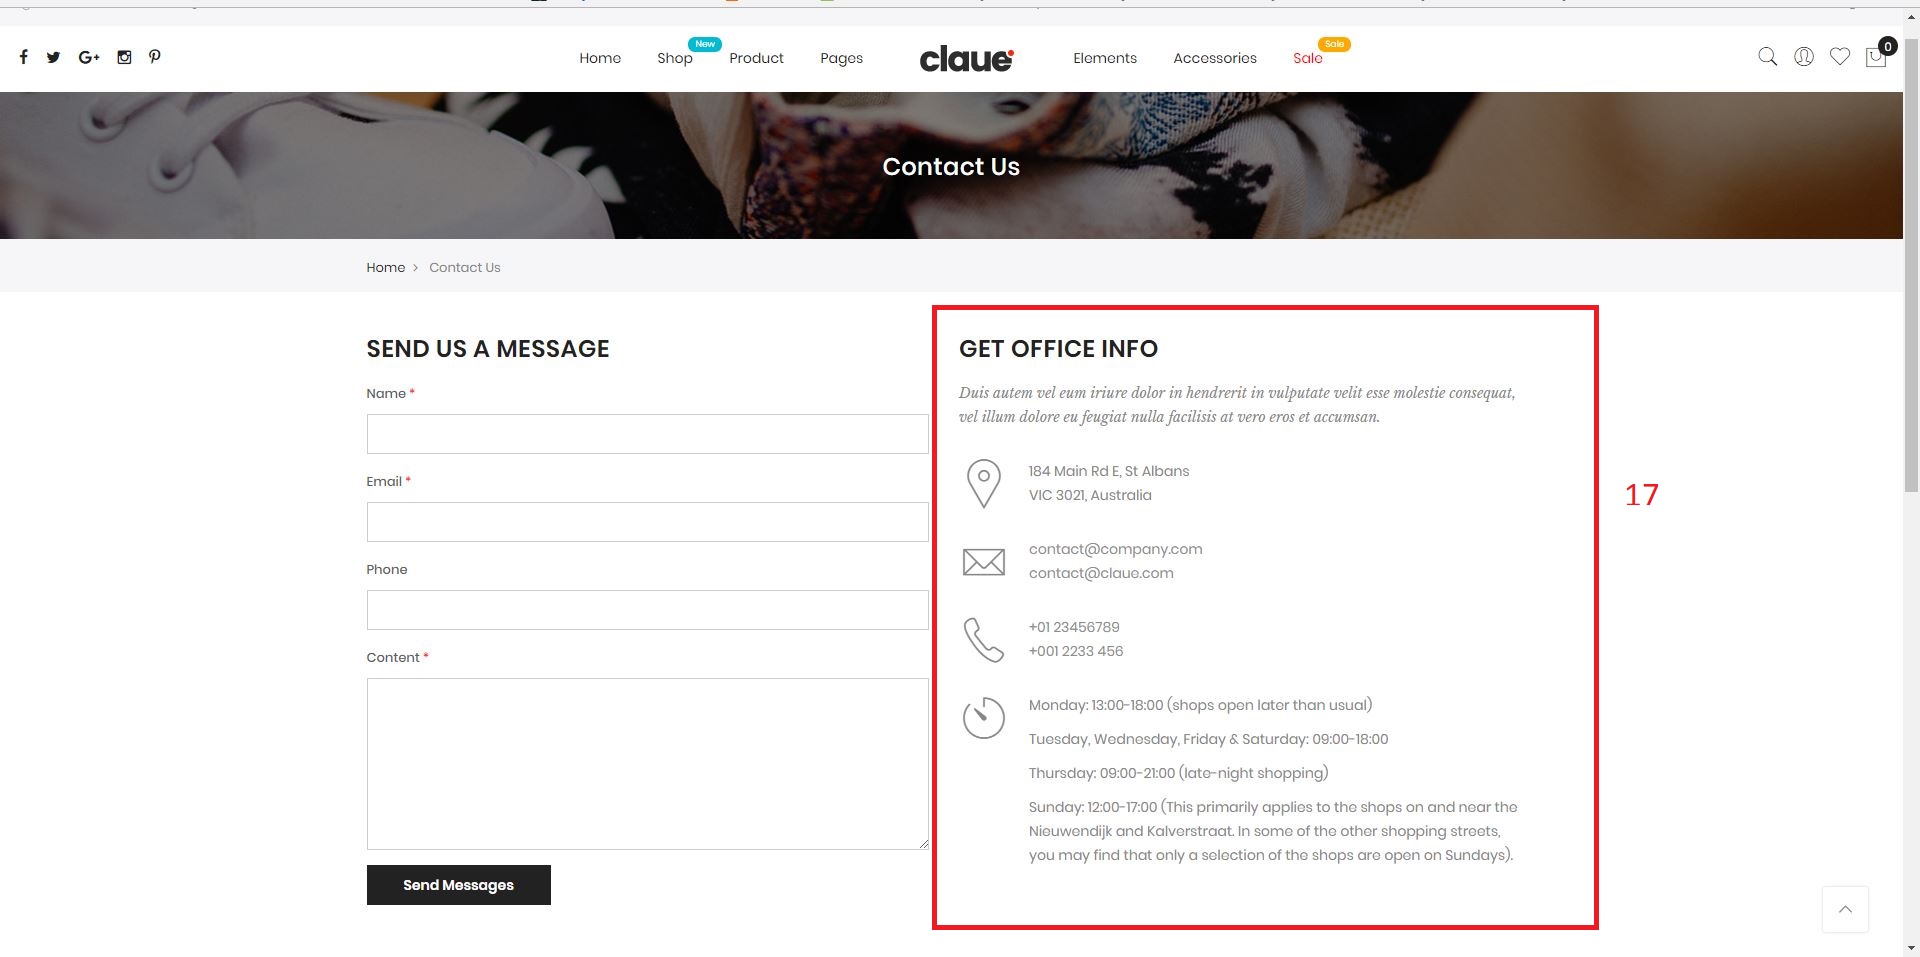 Home
Shop
New
Product
Pages
claue
Elements
Accessories
Sale
Sale
0
Contact Us
Home > Contact Us
SEND US A MESSAGE
Name *
Email *
Phone
Content *
Send Messages
GET OFFICE INFO
Duis autem vel eum iriure dolor in hendrerit in vulputate velit esse molestie consequat,
vel illum dolore eu feugiat nulla facilisis at vero eros et accumsan.
184 Main Rd E, St Albans
VIC 3021, Australia
contact@company.com
contact@claue.com
+01 23456789
+001 2233 456
Monday: 13:00-18:00 (shops open later than usual)
Tuesday, Wednesday, Friday & Saturday: 09:00-18:00
Thursday: 09:00-21:00 (late-night shopping)
Sunday: 12:00-17:00 (This primarily applies to the shops on and near the
Nieuwendijk and Kalverstraat. In some of the other shopping streets,
you may find that only a selection of the shops are open on Sundays).
17